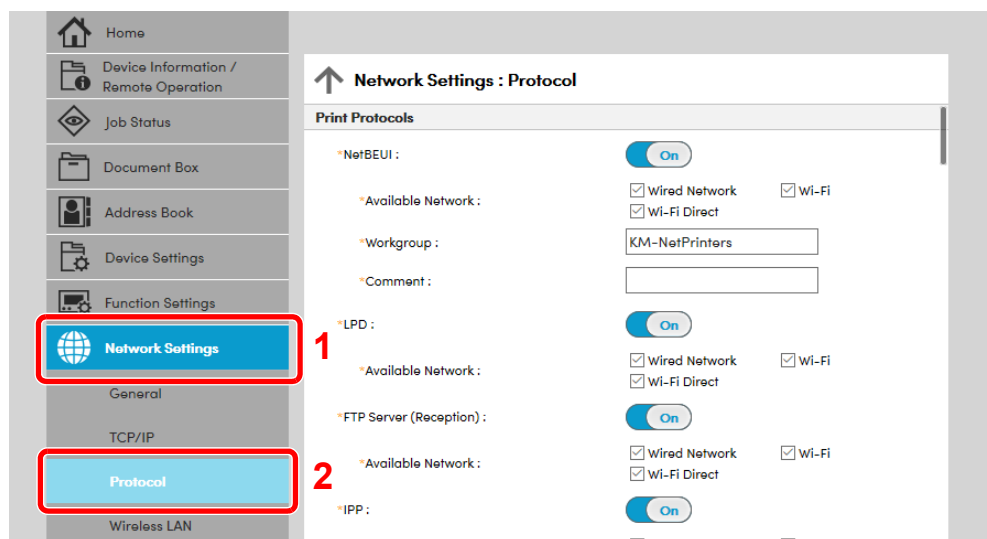 Home
Device Information /
Remote Operation
Job Status
Document Box
Address Book
Device Settings
Function Settings
Network Settings
1
General
TCP/IP
Protocol
2
Wireless LAN
Network Settings : Protocol
Print Protocols
*NetBEUI :
On
*Available Network :
Wired Network
Wi-Fi
Wi-Fi Direct
*Workgroup :
KM-NetPrinters
*Comment :
*LPD :
On
*Available Network :
Wired Network
Wi-Fi
Wi-Fi Direct
*FTP Server (Reception) :
On
*Available Network :
Wired Network
Wi-Fi
Wi-Fi Direct
*IPP :
On